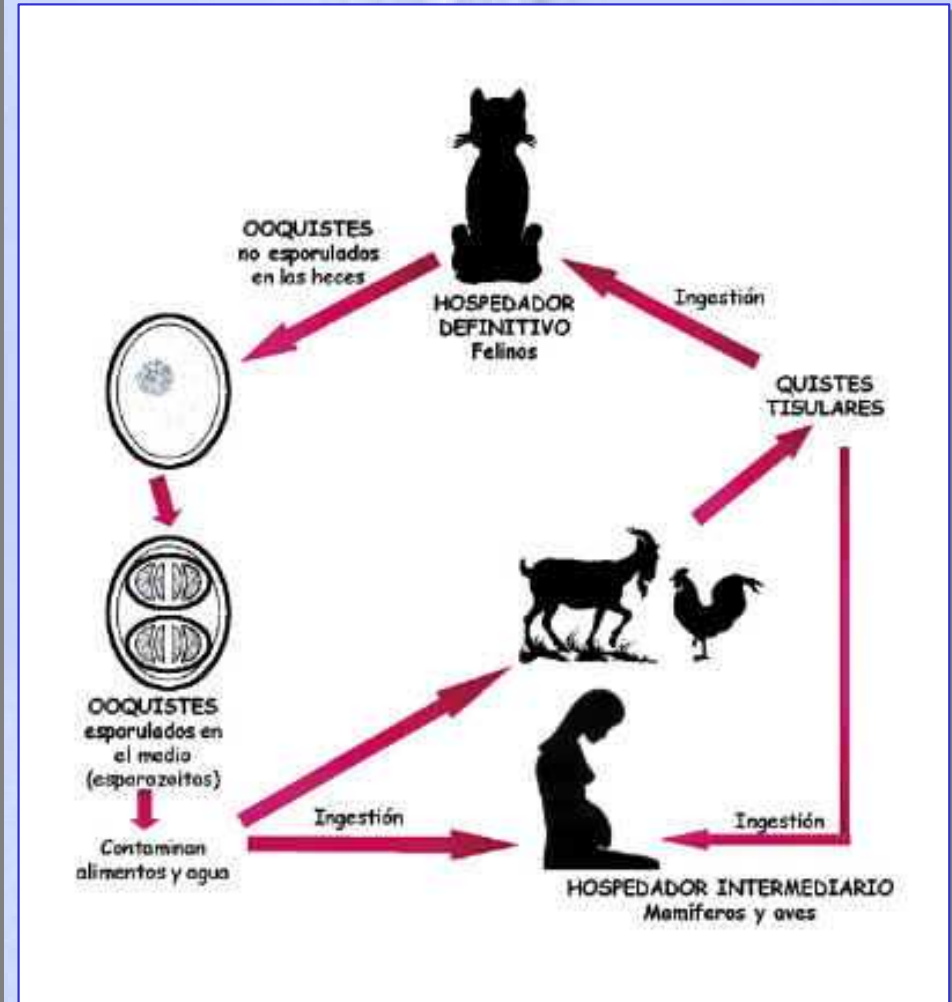 OOQUISTES
no esporulados
en las heces
HOSPEDADOR
DEFINITIVO
Felinos
Ingestión
QUISTES
TISULARES
OOQUISTES
esporulados en
el medio
(esporozoitos)
Contaminan
alimentos y agua
Ingestión
Ingestión
HOSPEDADOR INTERMEDIARIO
Mamíferos y aves